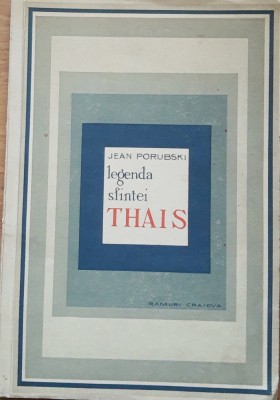 JEAN PORUBSKI
legenda
sfintei
THAIS
RAMURI CRAIOVA